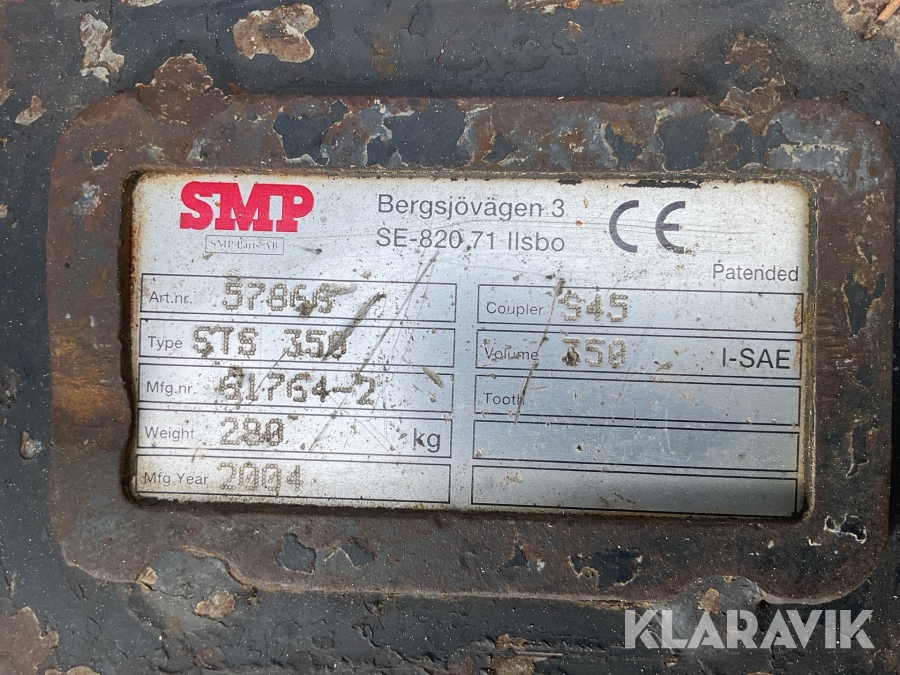 SMP
SMP Parts AB
Bergsjövägen 3
SE-820 71 Ilsbo
CE
Patended
Art.nr.
Type STS 350
Mfg.nr. 61764-2
Weight 280 kg
Mfg.Year 2004
Coupler S45
Volume 350 l-SAE
Tooth
KLARAVIK